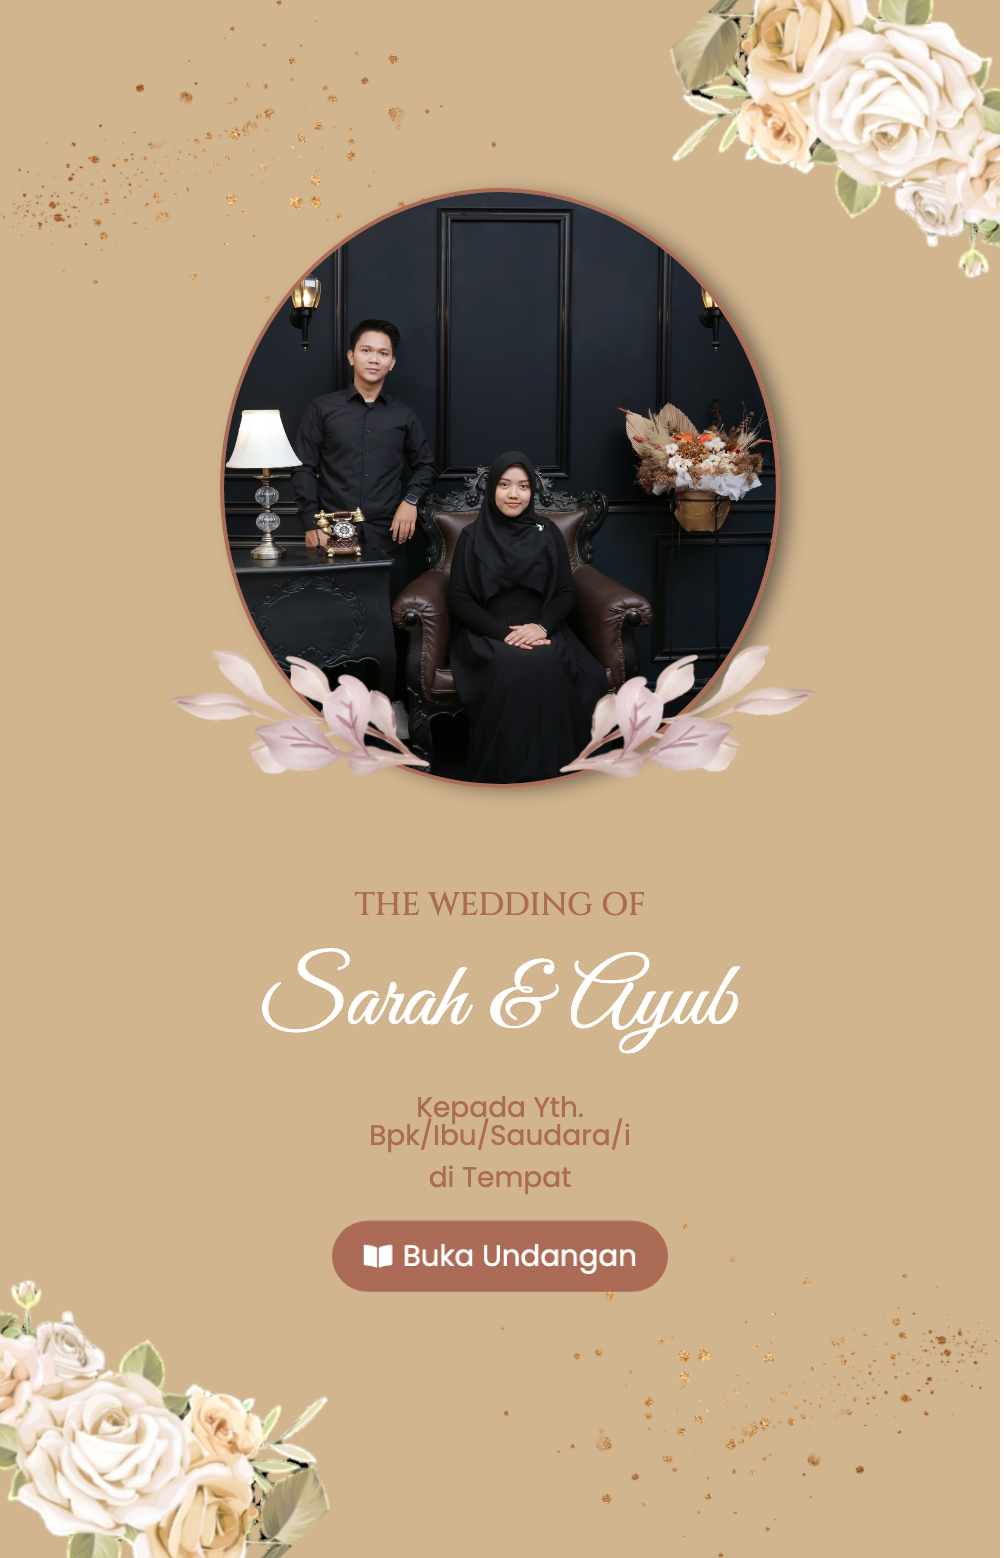 THE WEDDING OF
Sarah & Ayub
Kepada Yth.
Bpk/Ibu/Saudara/i
di Tempat
Buka Undangan